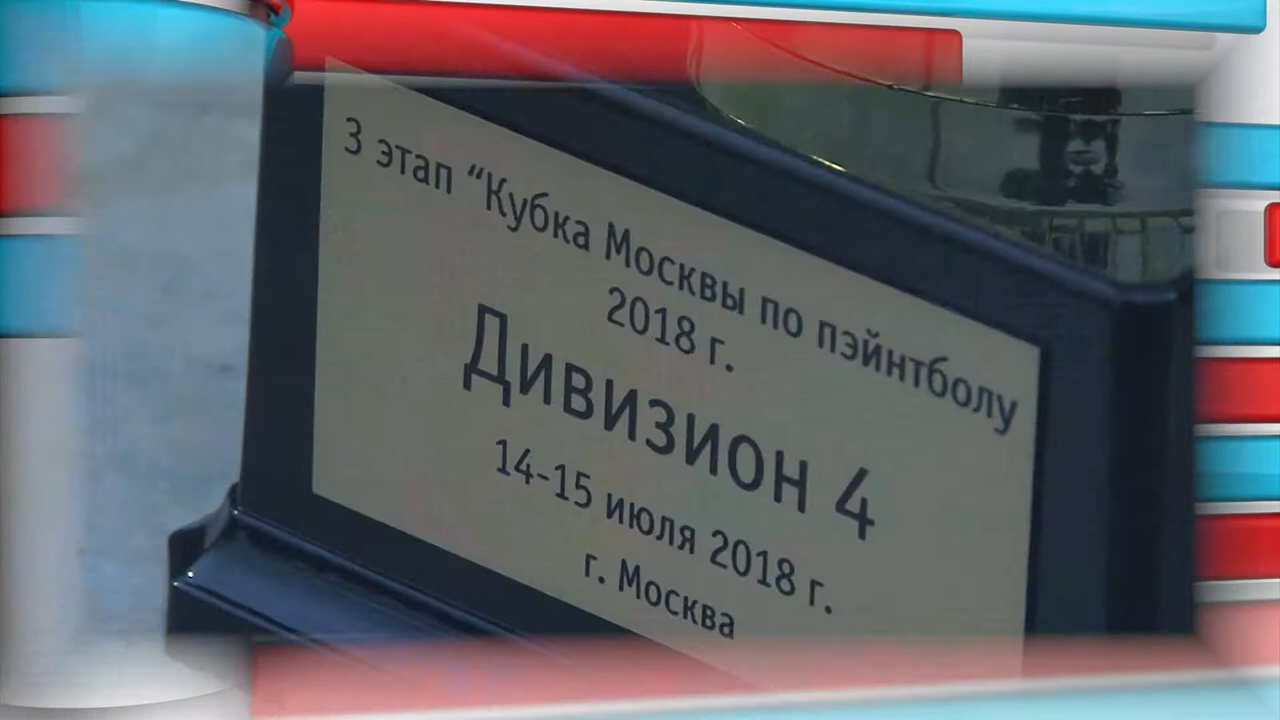 3 этап “Кубка Москвы по пэйнтболу
2018 г.
Дивизион 4
14-15 июля 2018 г.
г. Москва